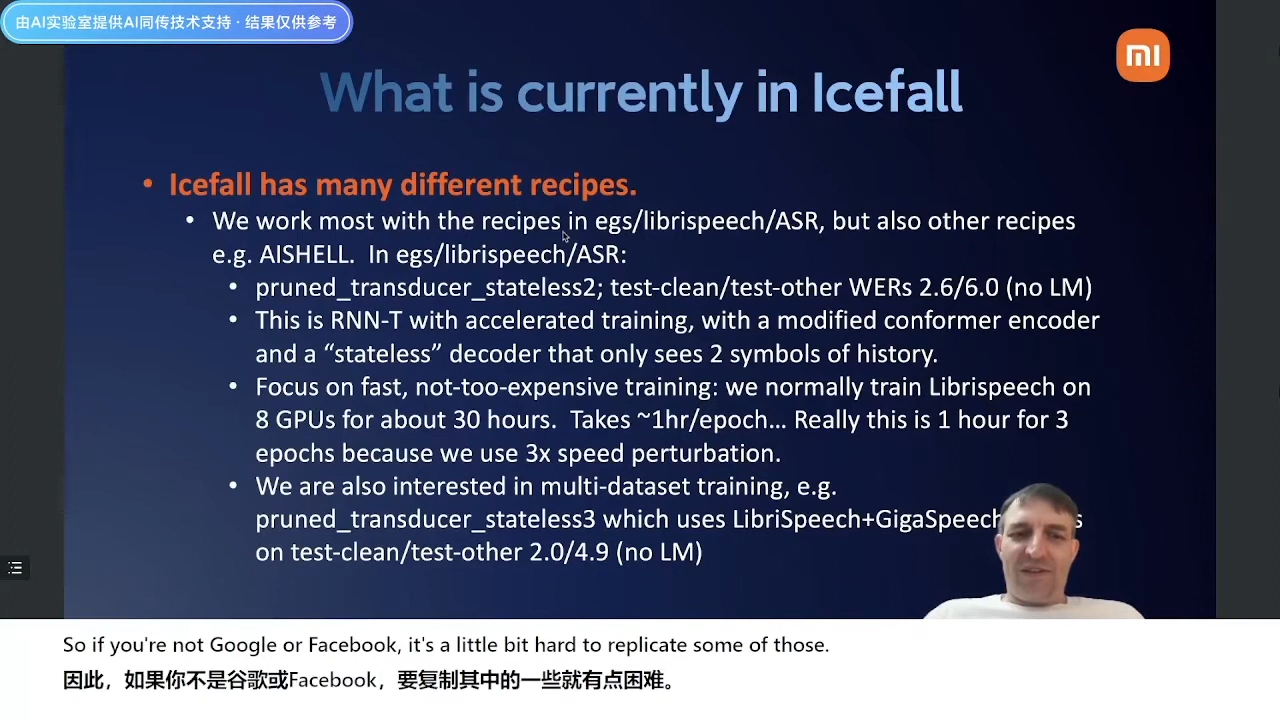 由AI实验室提供AI同传技术支持 · 结果仅供参考
mi
What is currently in Icefall
• Icefall has many different recipes.
• We work most with the recipes in egs/librispeech/ASR, but also other recipes
e.g. AISHELL. In egs/librispeech/ASR:
• pruned_transducer_stateless2; test-clean/test-other WERs 2.6/6.0 (no LM)
• This is RNN-T with accelerated training, with a modified conformer encoder
and a “stateless” decoder that only sees 2 symbols of history.
• Focus on fast, not-too-expensive training: we normally train Librispeech on
8 GPUs for about 30 hours. Takes ~1hr/epoch... Really this is 1 hour for 3
epochs because we use 3x speed perturbation.
• We are also interested in multi-dataset training, e.g.
pruned_transducer_stateless3 which uses LibriSpeech+GigaSpeech
on test-clean/test-other 2.0/4.9 (no LM)
So if you're not Google or Facebook, it's a little bit hard to replicate some of those.
因此，如果你不是谷歌或Facebook，要复制其中的一些就有点困难。